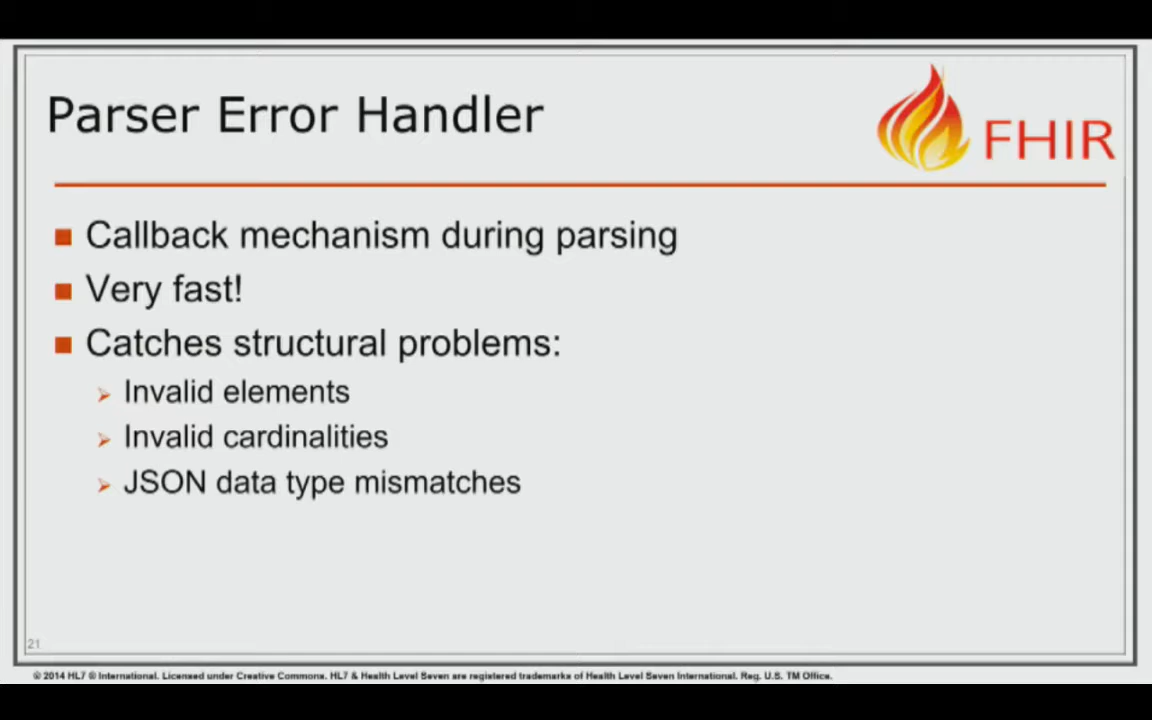 Parser Error Handler
FHIR
Callback mechanism during parsing
Very fast!
Catches structural problems:
Invalid elements
Invalid cardinalities
JSON data type mismatches
21
© 2014 HL7 ® International. Licensed under Creative Commons. HL7 & Health Level Seven are registered trademarks of Health Level Seven International. Reg. U.S. TM Office.